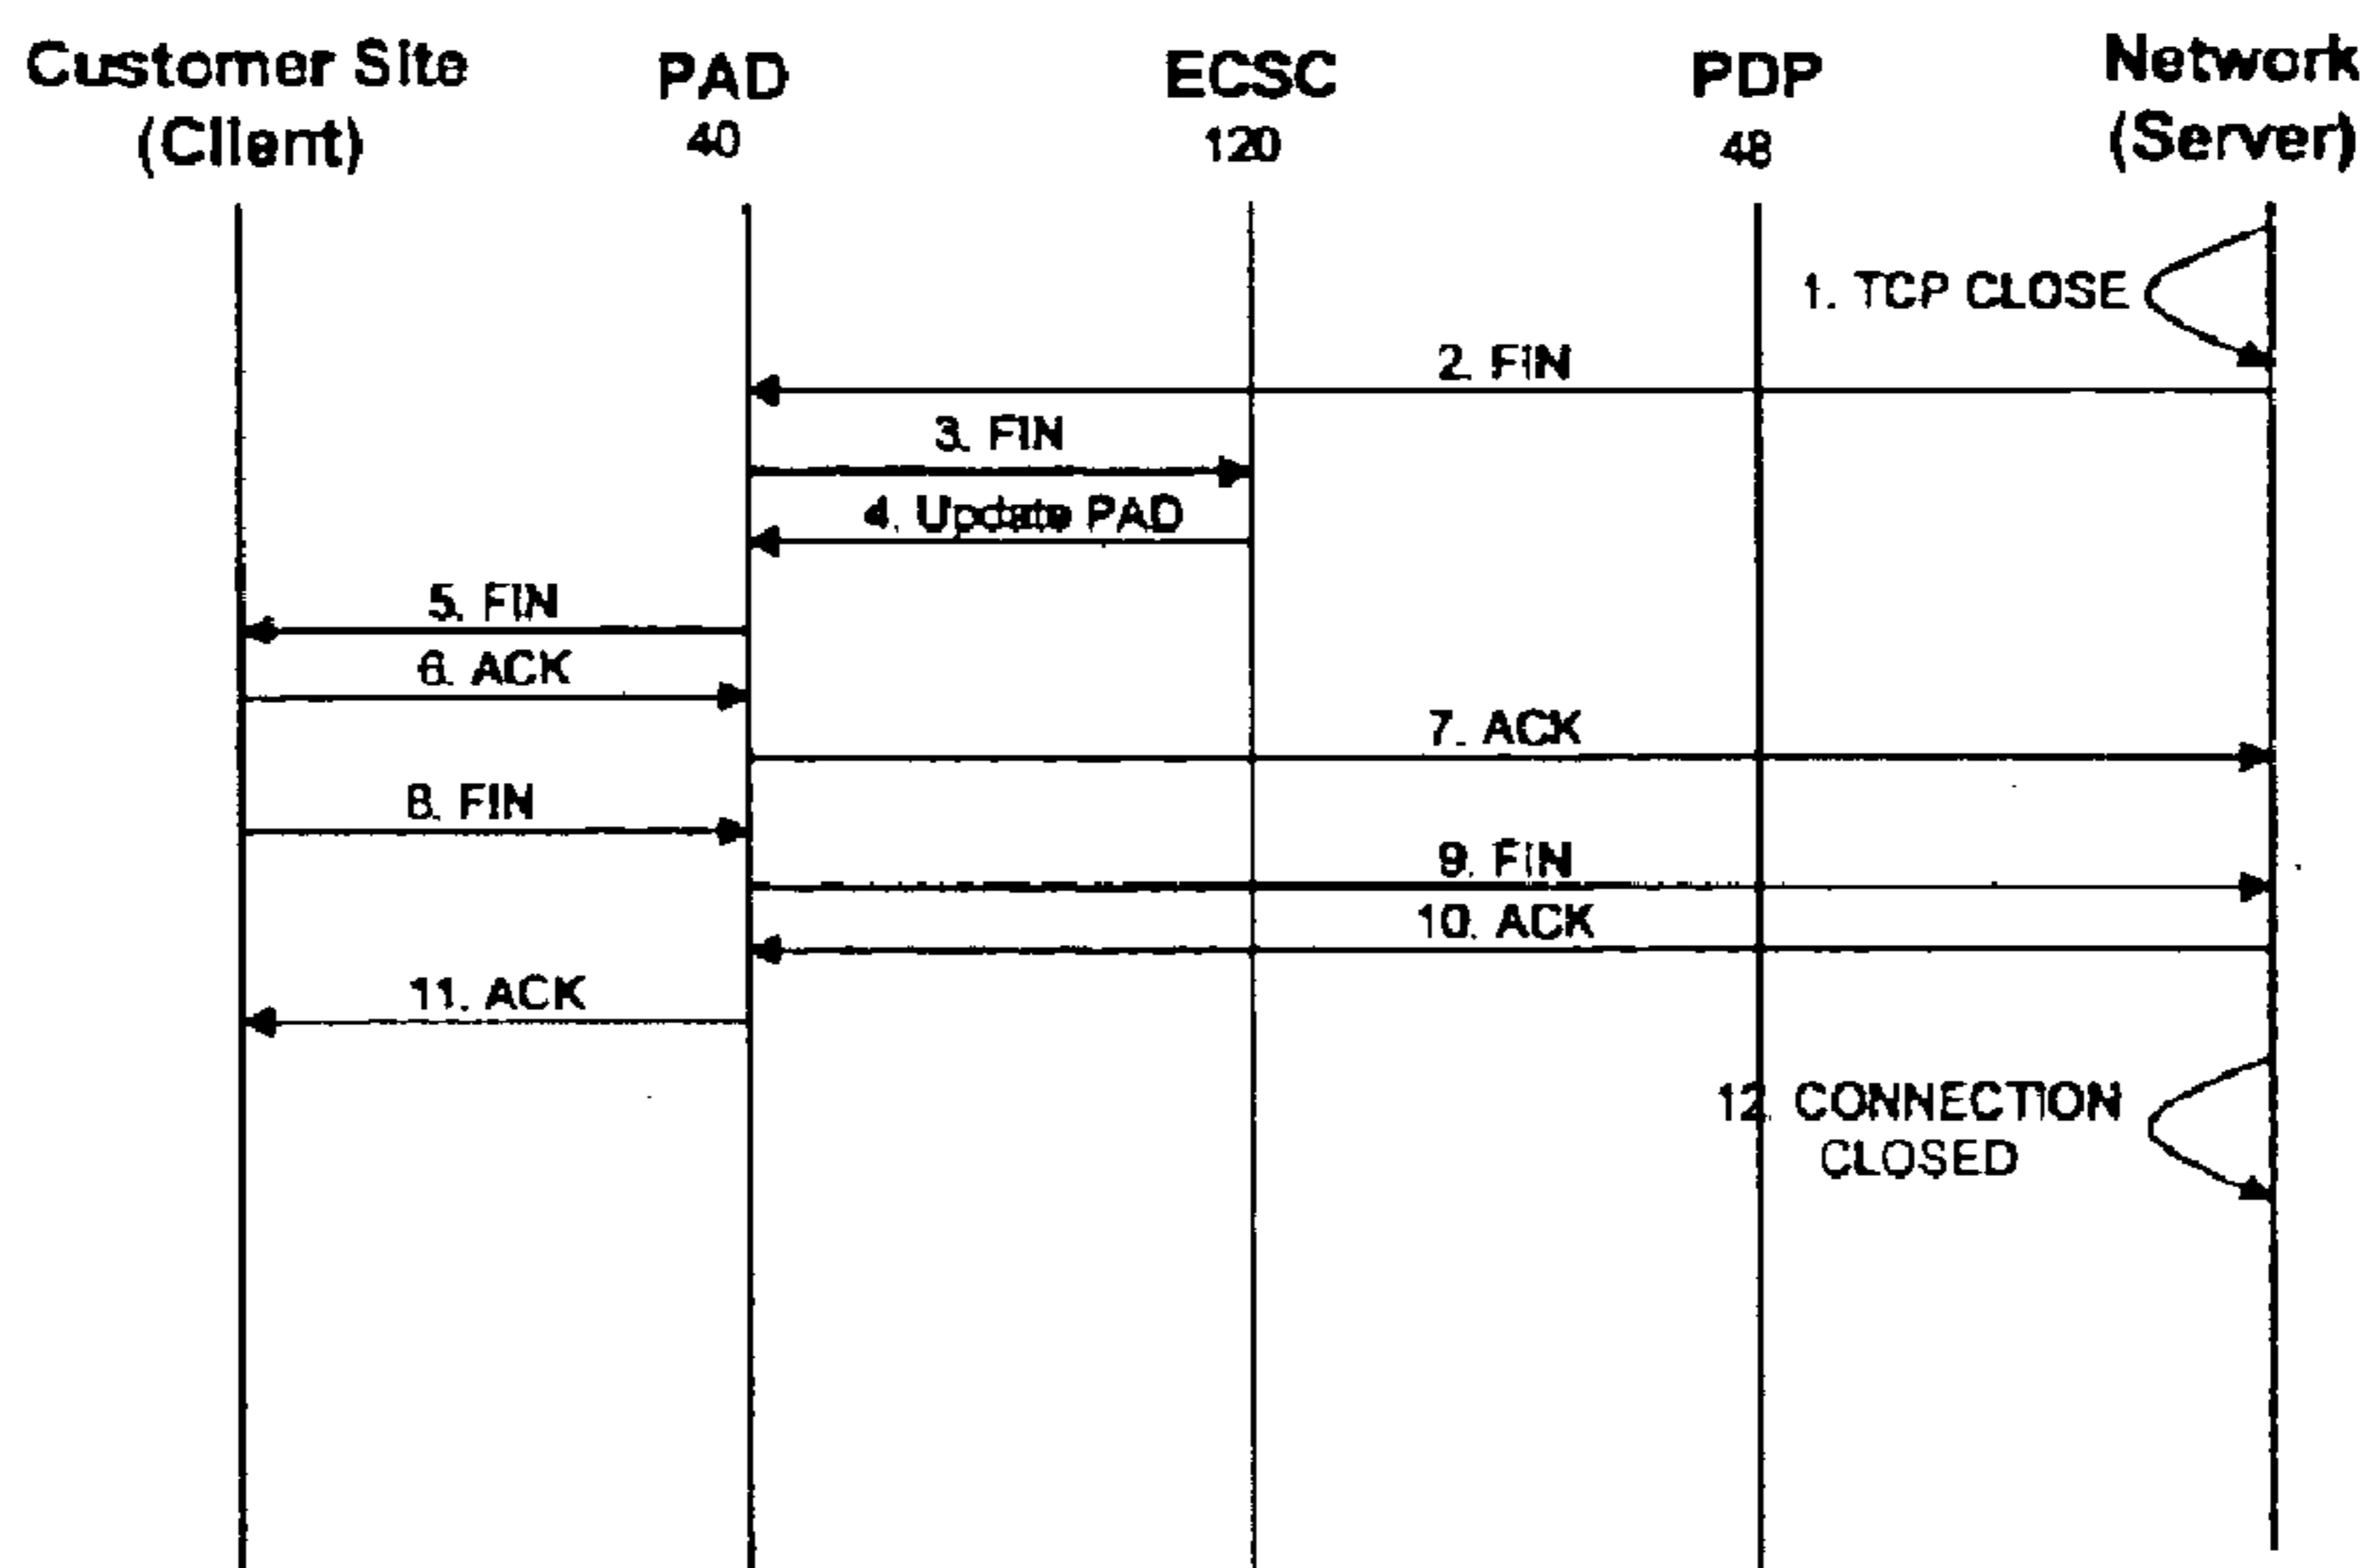 Customer Site
(Client)
PAD
40
ECSC
120
PDP
48
Network
(Server)
1. TCP CLOSE
2. FIN
3. FIN
4. Update PAD
5. FIN
6. ACK
7. ACK
8. FIN
9. FIN
10. ACK
11. ACK
12. CONNECTION
CLOSED